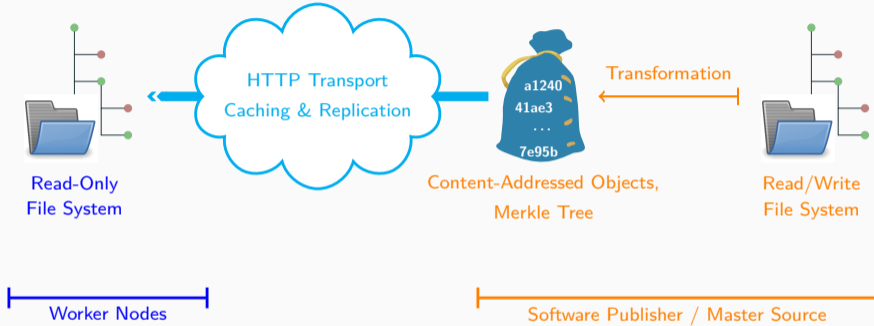 HTTP Transport
Caching & Replication
a1240
41ae3
...
7e95b
Transformation
Read-Only
File System
Content-Addressed Objects,
Merkle Tree
Read/Write
File System
Worker Nodes
Software Publisher / Master Source